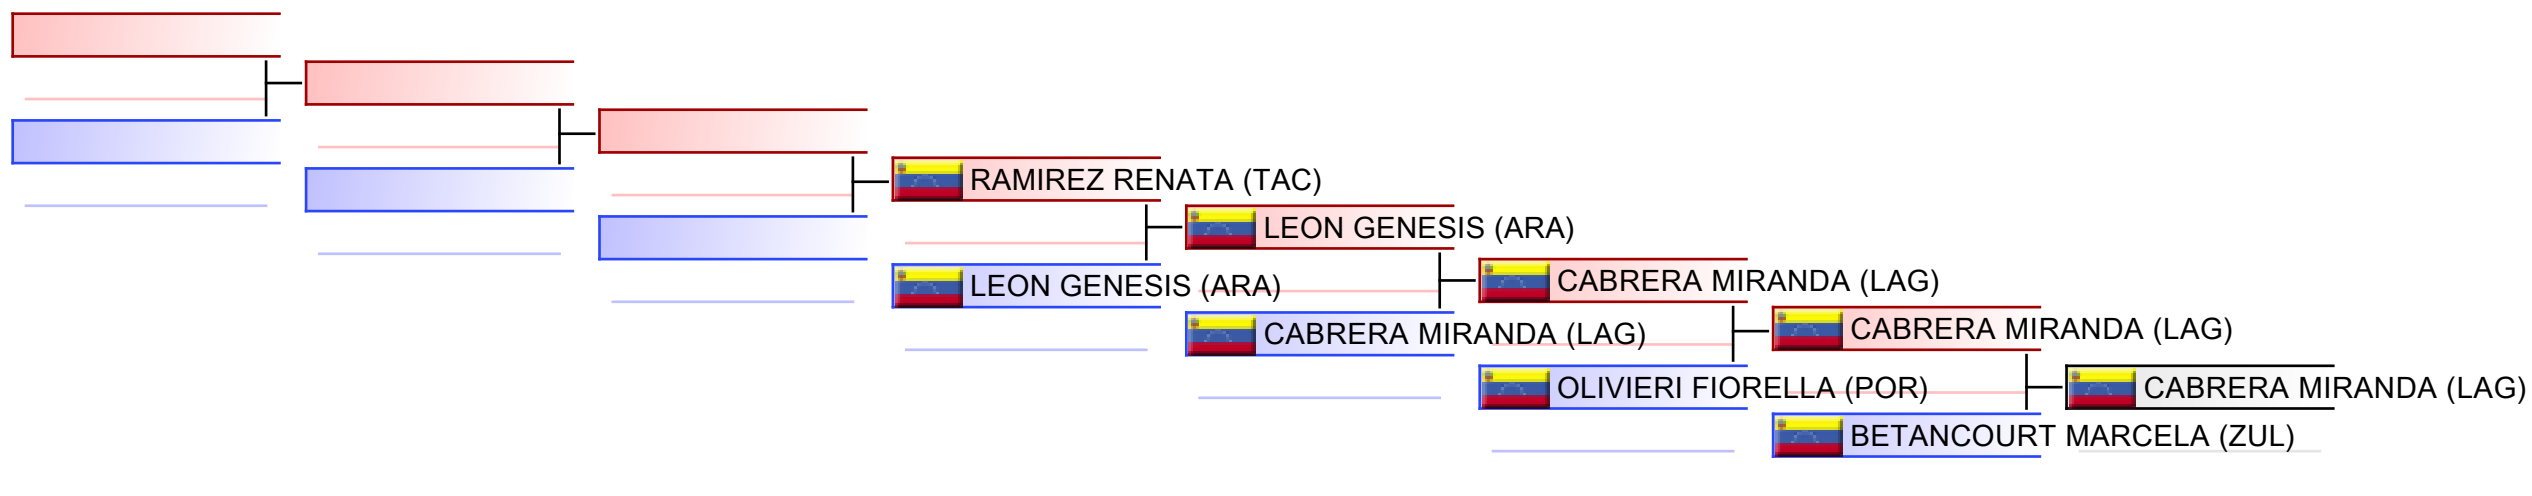 RAMIREZ RENATA (TAC)
LEON GENESIS (ARA)
LEON GENESIS (ARA)
CABRERA MIRANDA (LAG)
CABRERA MIRANDA (LAG)
CABRERA MIRANDA (LAG)
OLIVIERI FIORELLA (POR)
CABRERA MIRANDA (LAG)
BETANCOURT MARCELA (ZUL)